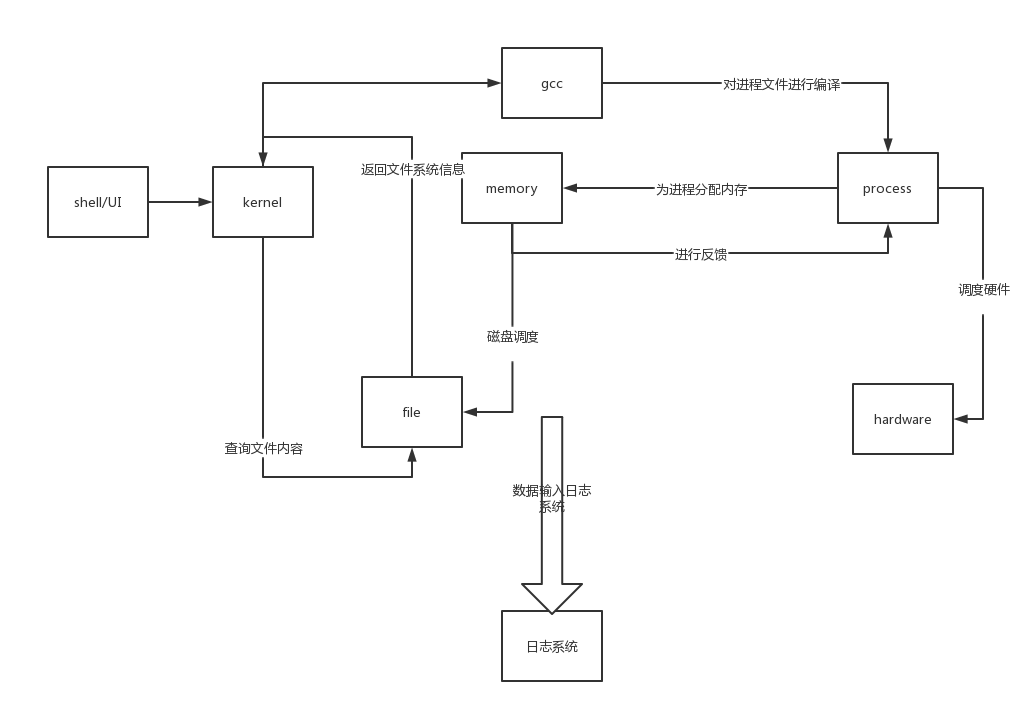 gcc
对进程文件进行编译
返回文件系统信息
memory
为进程分配内存
process
shell/UI
kernel
进行反馈
调度硬件
磁盘调度
file
hardware
查询文件内容
数据输入日志
系统
日志系统